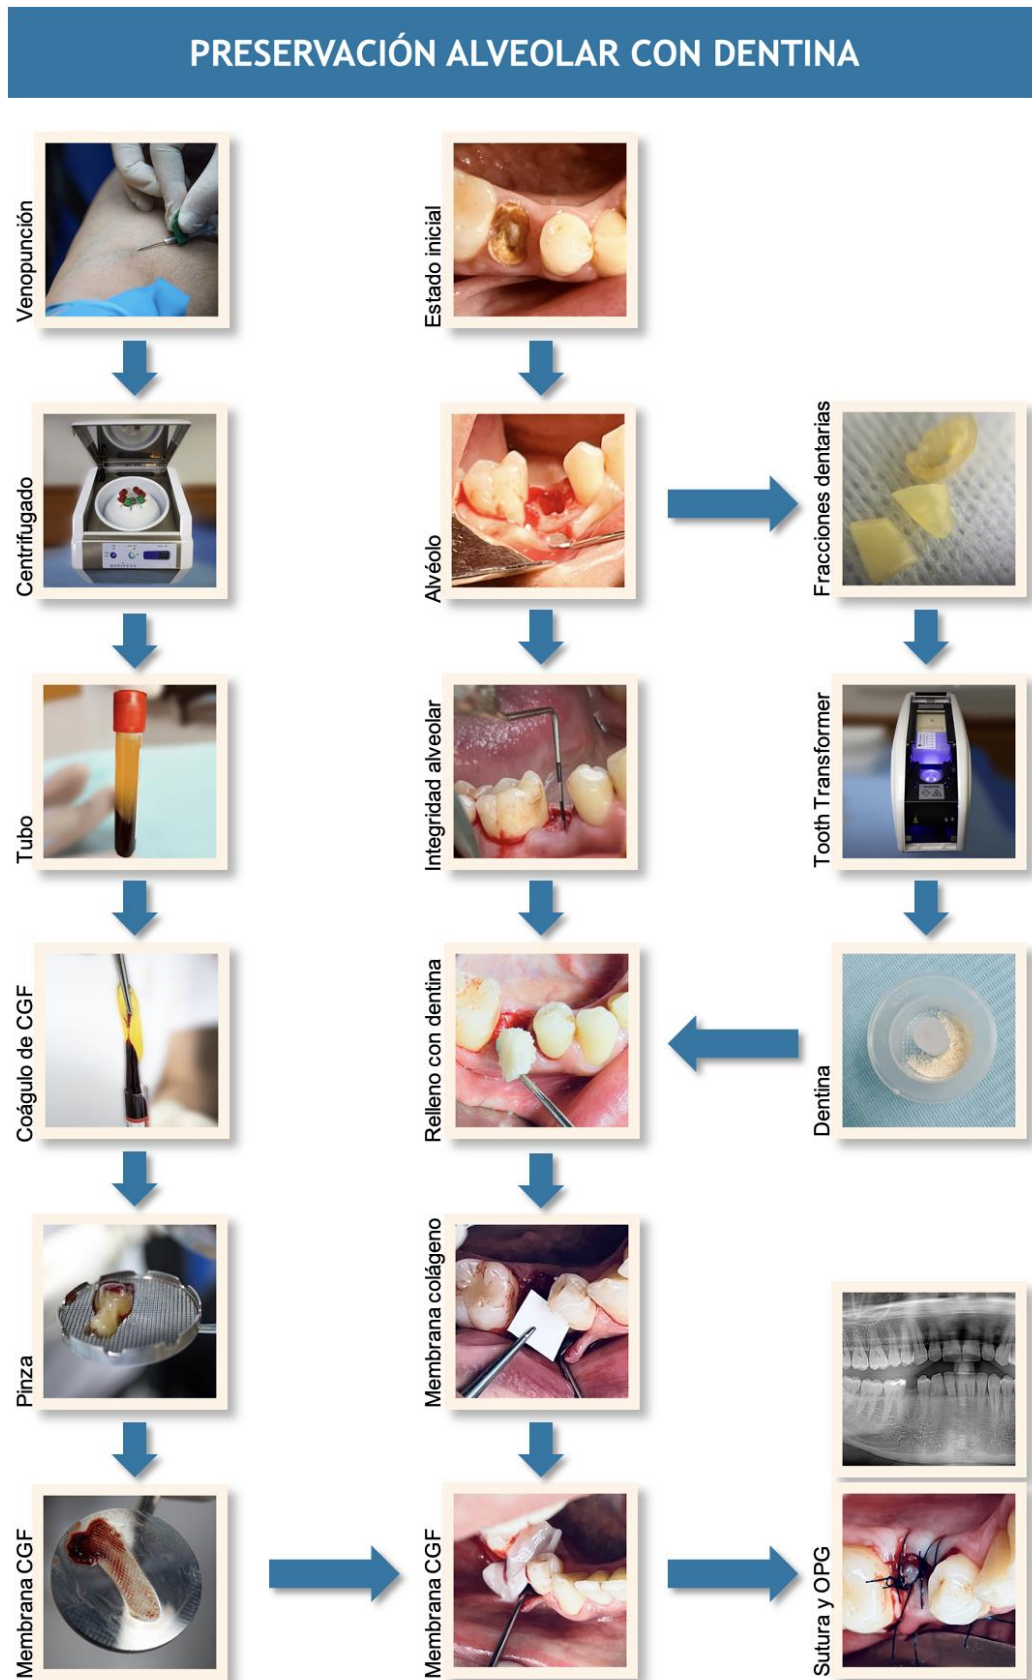 PRESERVACIÓN ALVEOLAR CON DENTINA
Venopunción
Estado inicial
Centrifugado
Alvéolo
Fracciones dentarias
Tubo
Integridad alveolar
Tooth Transformer
Coágulo de CGF
Relleno con dentina
Dentina
Pinza
Membrana colágeno
Membrana CGF
Membrana CGF
Sutura y OPG